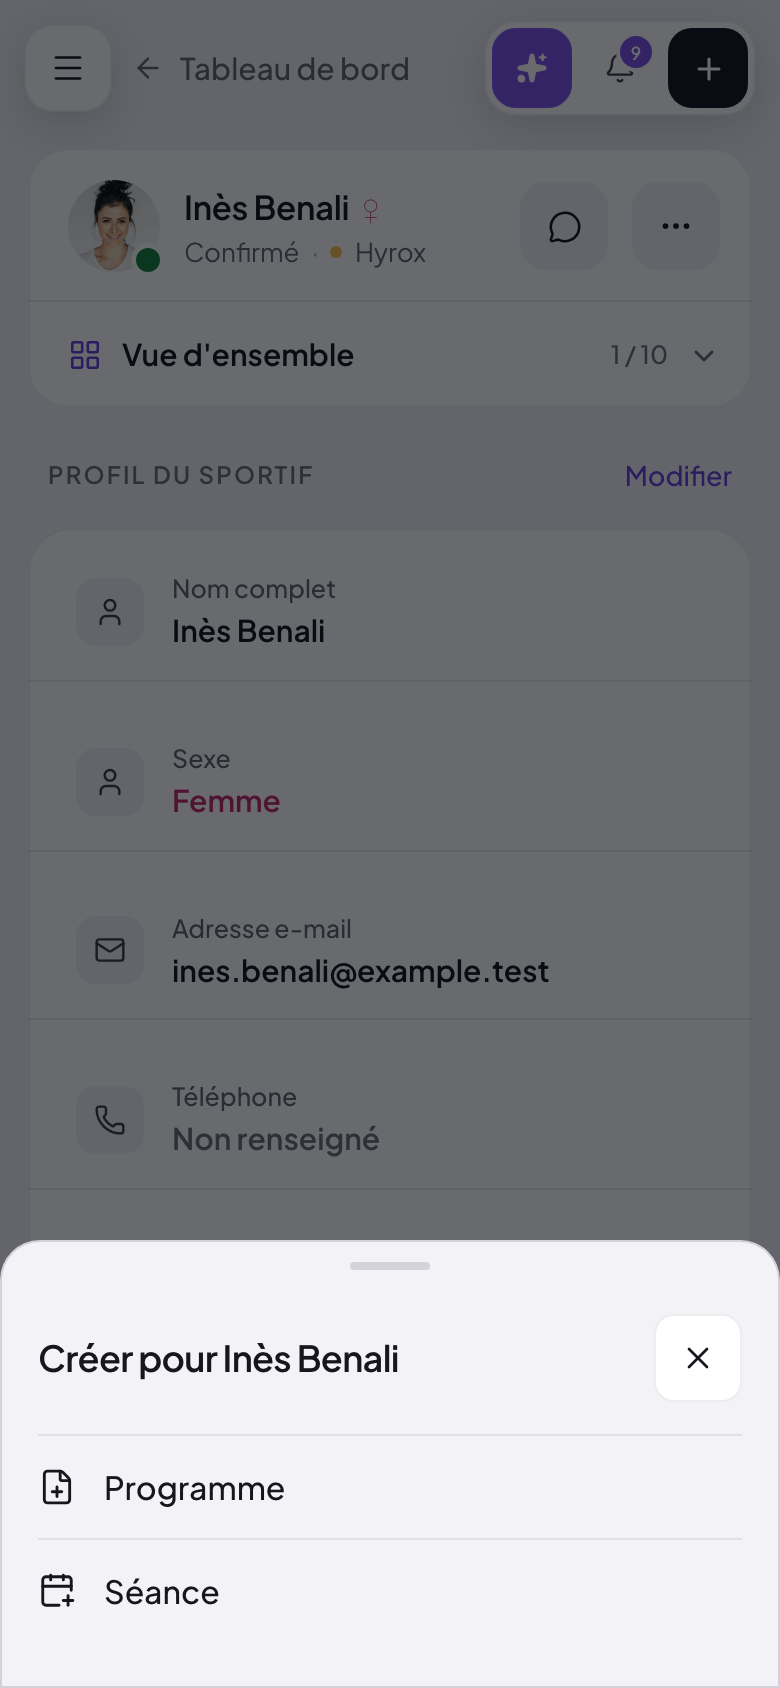 Tableau de bord
9
Inès Benali ♀
Confirmé · Hyrox
Vue d'ensemble
1 / 10
PROFIL DU SPORTIF
Modifier
Nom complet
Inès Benali
Sexe
Femme
Adresse e-mail
ines.benali@example.test
Téléphone
Non renseigné
Créer pour Inès Benali
Programme
Séance